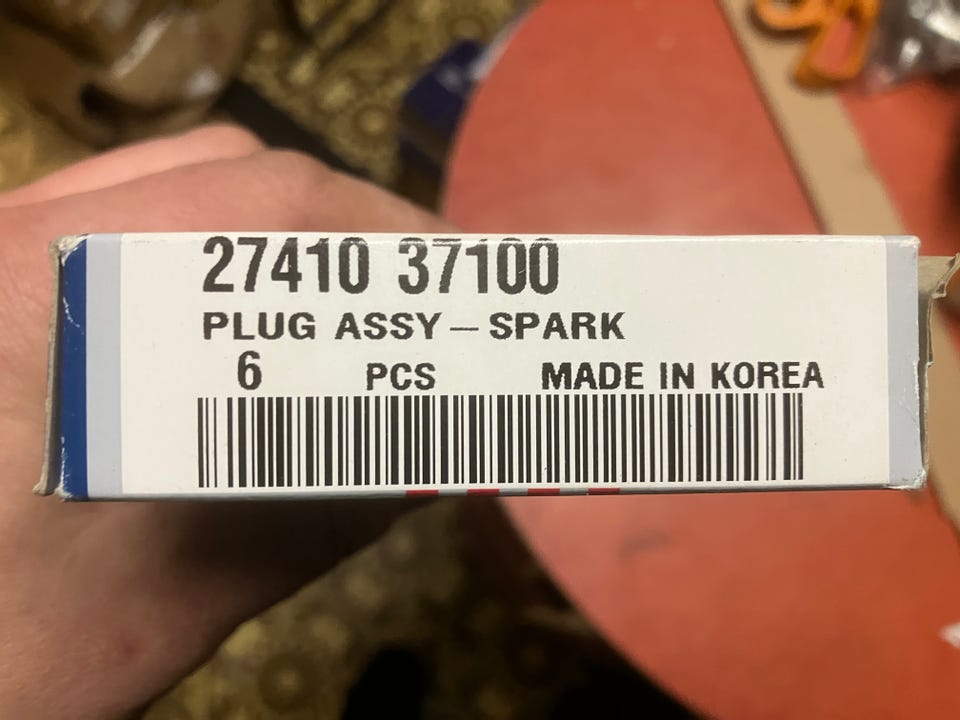 27410 37100
PLUG ASSY – SPARK
6 PCS MADE IN KOREA